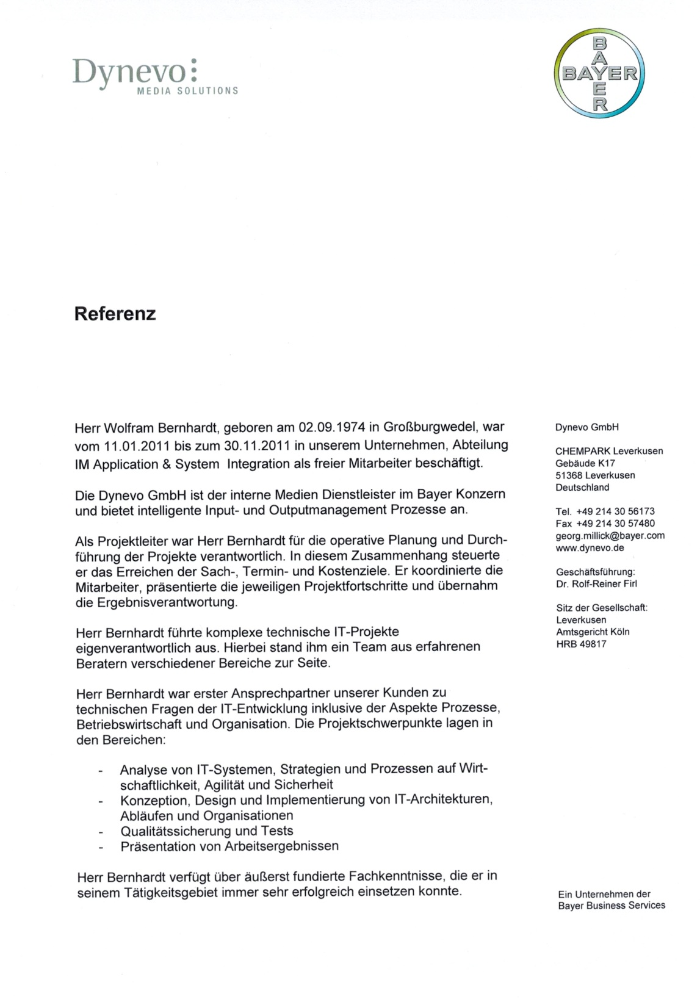 Dynevo
MEDIA SOLUTIONS
BAYER
BAYER
Referenz
Herr Wolfram Bernhardt, geboren am 02.09.1974 in Großburgwedel, war
vom 11.01.2011 bis zum 30.11.2011 in unserem Unternehmen, Abteilung
IM Application & System  Integration als freier Mitarbeiter beschäftigt.
Die Dynevo GmbH ist der interne Medien Dienstleister im Bayer Konzern
und bietet intelligente Input- und Outputmanagement Prozesse an.
Als Projektleiter war Herr Bernhardt für die operative Planung und Durch-
führung der Projekte verantwortlich. In diesem Zusammenhang steuerte
er das Erreichen der Sach-, Termin- und Kostenziele. Er koordinierte die
Mitarbeiter, präsentierte die jeweiligen Projektfortschritte und übernahm
die Ergebnisverantwortung.
Herr Bernhardt führte komplexe technische IT-Projekte
eigenverantwortlich aus. Hierbei stand ihm ein Team aus erfahrenen
Beratern verschiedener Bereiche zur Seite.
Herr Bernhardt war erster Ansprechpartner unserer Kunden zu
technischen Fragen der IT-Entwicklung inklusive der Aspekte Prozesse,
Betriebswirtschaft und Organisation. Die Projektschwerpunkte lagen in
den Bereichen:
- Analyse von IT-Systemen, Strategien und Prozessen auf Wirt-
schaftlichkeit, Agilität und Sicherheit
- Konzeption, Design und Implementierung von IT-Architekturen,
Abläufen und Organisationen
- Qualitätssicherung und Tests
- Präsentation von Arbeitsergebnissen
Herr Bernhardt verfügt über äußerst fundierte Fachkenntnisse, die er in
seinem Tätigkeitsgebiet immer sehr erfolgreich einsetzen konnte.
Dynevo GmbH
CHEMPARK Leverkusen
Gebäude K17
51368 Leverkusen
Deutschland
Tel. +49 214 30 56173
Fax +49 214 30 57480
georg.millick@bayer.com
www.dynevo.de
Geschäftsführung:
Dr. Rolf-Reiner Firl
Sitz der Gesellschaft:
Leverkusen
Amtsgericht Köln
HRB 49817
Ein Unternehmen der
Bayer Business Services